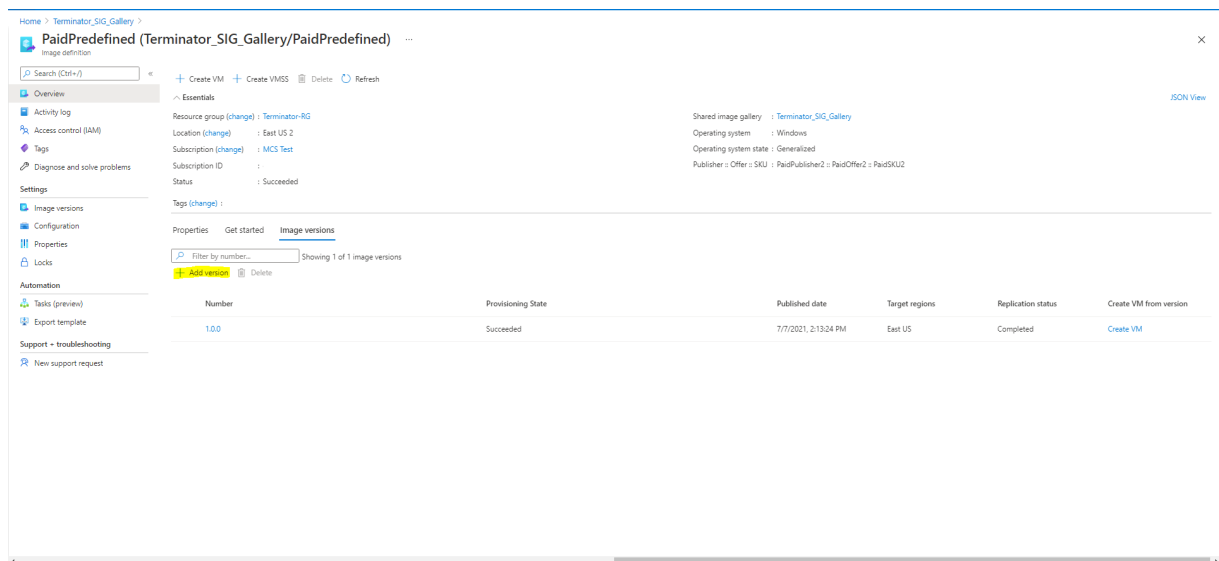 Home > Terminator_SIG_Gallery >
PaidPredefined (Terminator_SIG_Gallery/PaidPredefined) ...
Image definition
Search (Ctrl+/)
Overview
Activity log
Access control (IAM)
Tags
Diagnose and solve problems
Settings
Image versions
Configuration
Properties
Locks
Automation
Tasks (preview)
Export template
Support + troubleshooting
New support request
+ Create VM + Create VMSS Delete Refresh
Essentials
JSON View
Resource group (change) : Terminator-RG
Location (change) : East US 2
Subscription (change) : MCS Test
Subscription ID :
Status : Succeeded
Shared image gallery : Terminator_SIG_Gallery
Operating system : Windows
Operating system state : Generalized
Publisher :: Offer :: SKU : PaidPublisher2 :: PaidOffer2 :: PaidSKU2
Tags (change) :
Properties Get started Image versions
Filter by number... Showing 1 of 1 image versions
+ Add version Delete
Number Provisioning State Published date Target regions Replication status Create VM from version
1.0.0 Succeeded 7/7/2021, 2:13:24 PM East US Completed Create VM